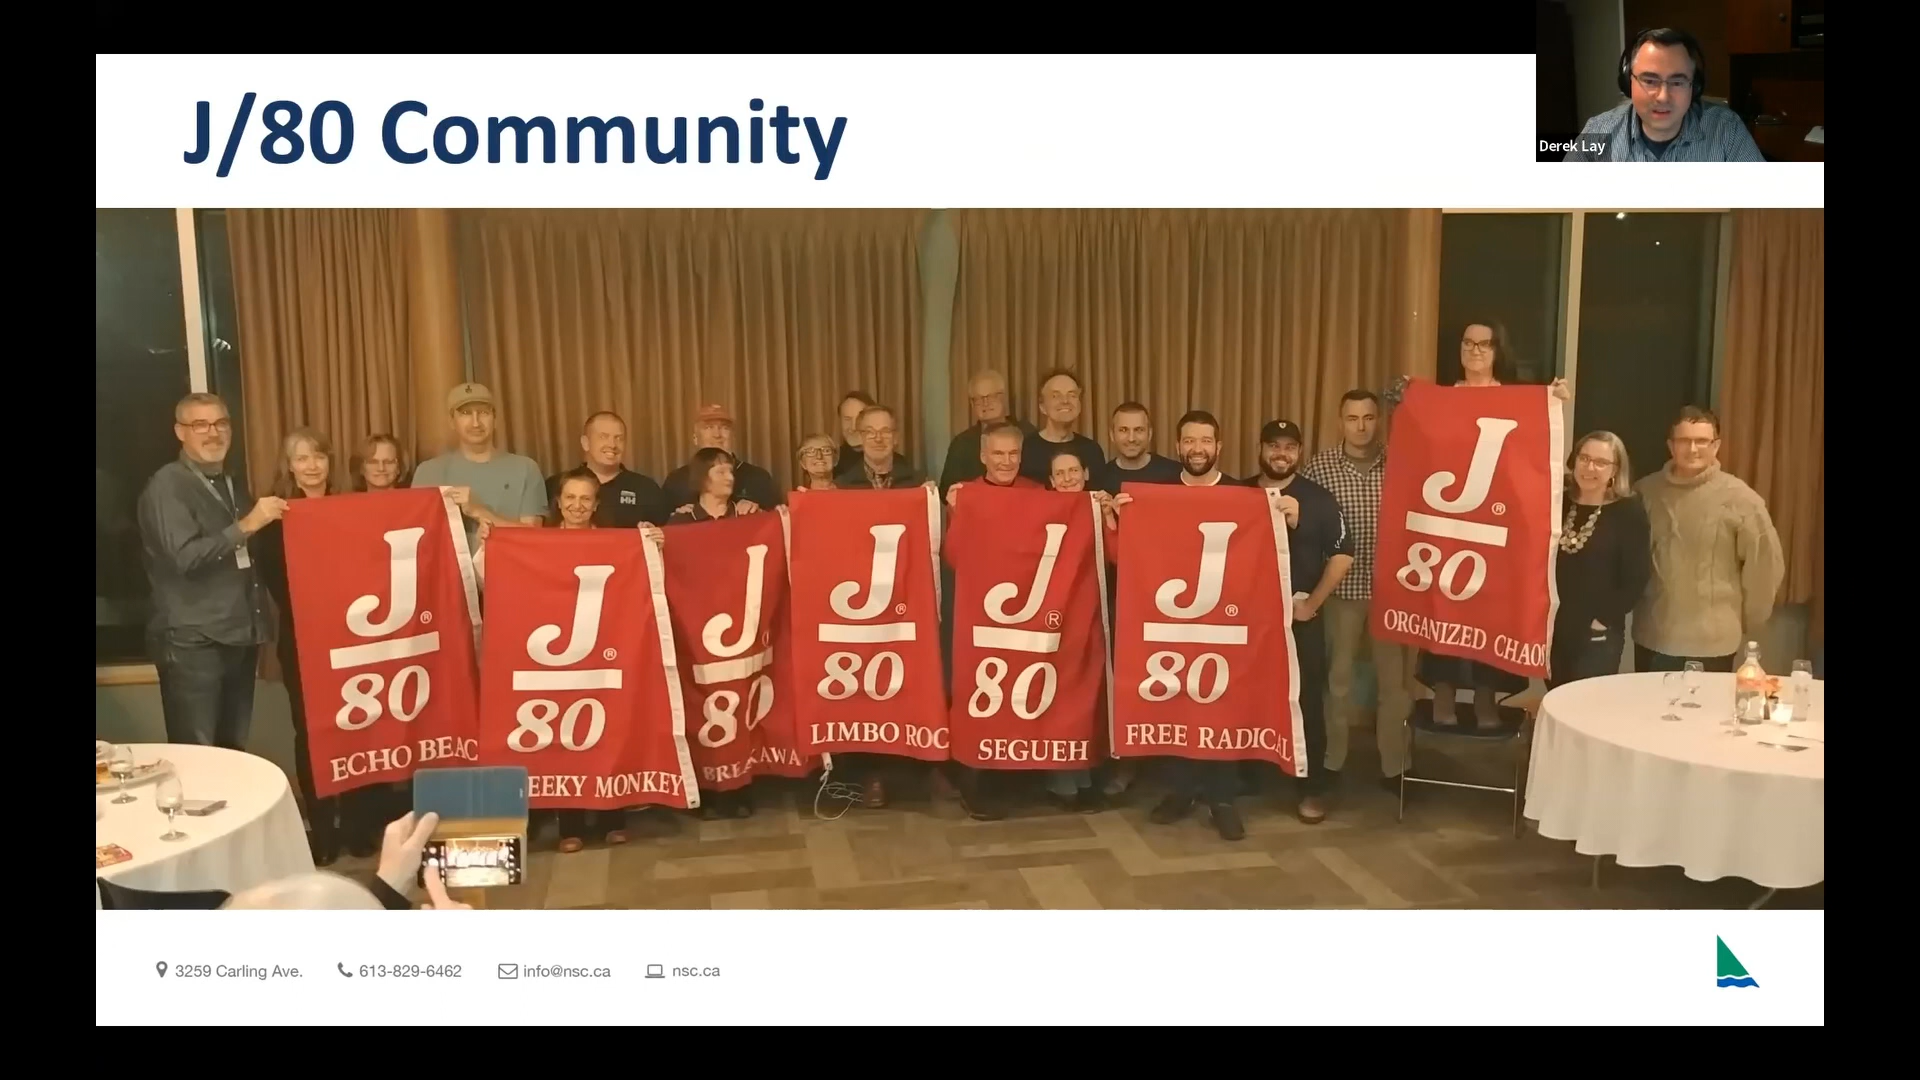 J/80 Community
Derek Lay
J
®
80
ECHO BEAC
J
®
80
EEKY MONKEY
J
80
J
®
80
LIMBO ROC
J
®
80
SEGUEH
J
®
80
FREE RADICAL
J
®
80
ORGANIZED CHAOS
HH
3259 Carling Ave.
613-829-6462
info@nsc.ca
nsc.ca